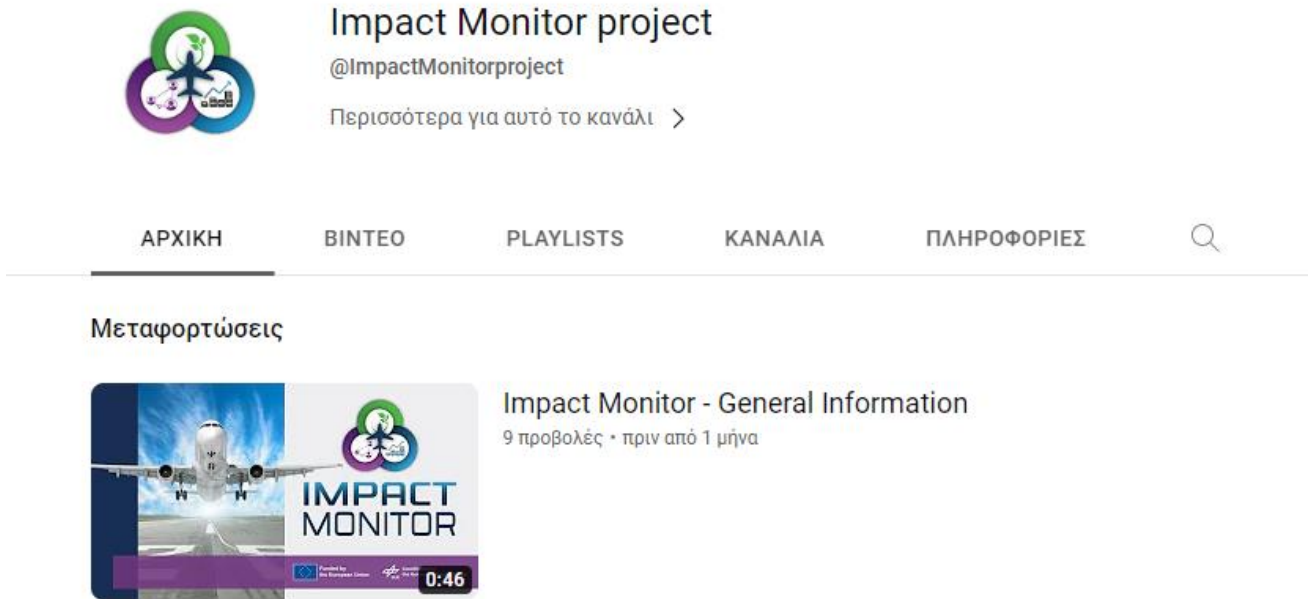 Impact Monitor project
@ImpactMonitorproject
Περισσότερα για αυτό το κανάλι
ΑΡΧΙΚΗ ΒΙΝΤΕΟ PLAYLISTS ΚΑΝΑΛΙΑ ΠΛΗΡΟΦΟΡΙΕΣ
Μεταφορτώσεις
Impact Monitor - General Information
9 προβολές • πριν από 1 μήνα
IMPACT
MONITOR
Funded by
the European Union
DLR
0:46